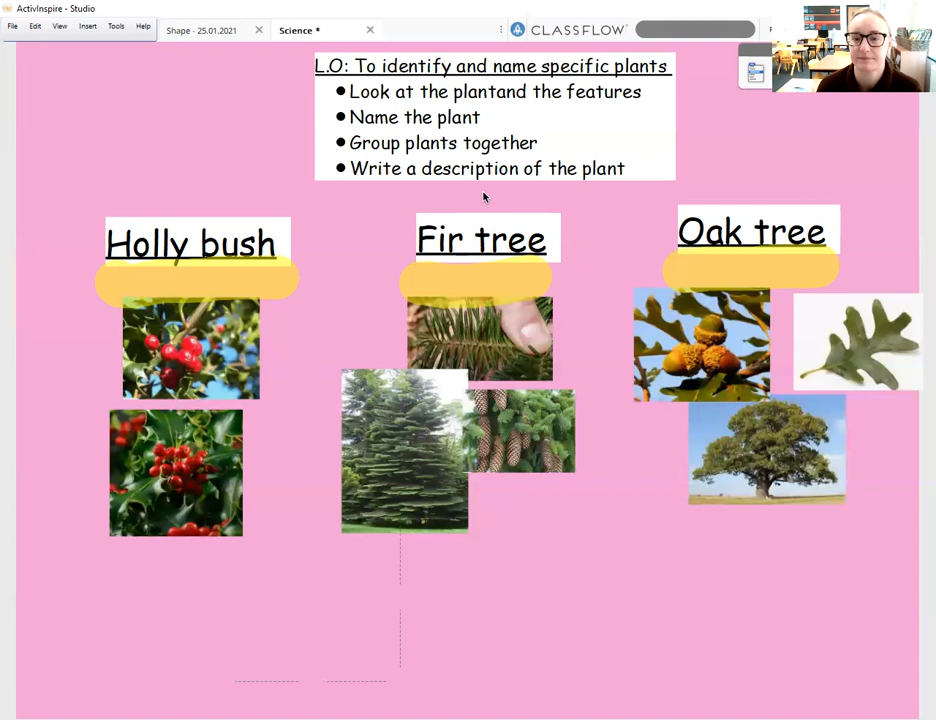 ActivInspire - Studio
File Edit View Insert Tools Help
Shape - 25.01.2021
Science *
CLASSFLOW
L.O: To identify and name specific plants
● Look at the plantand the features
● Name the plant
● Group plants together
● Write a description of the plant
Holly bush
Fir tree
Oak tree